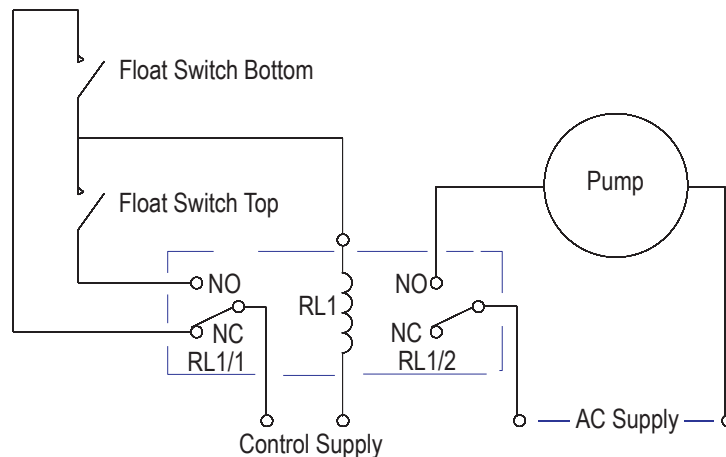 Float Switch Bottom
Pump
Float Switch Top
NO
RL1
NO
NC
NC
RL1/1
RL1/2
AC Supply
Control Supply